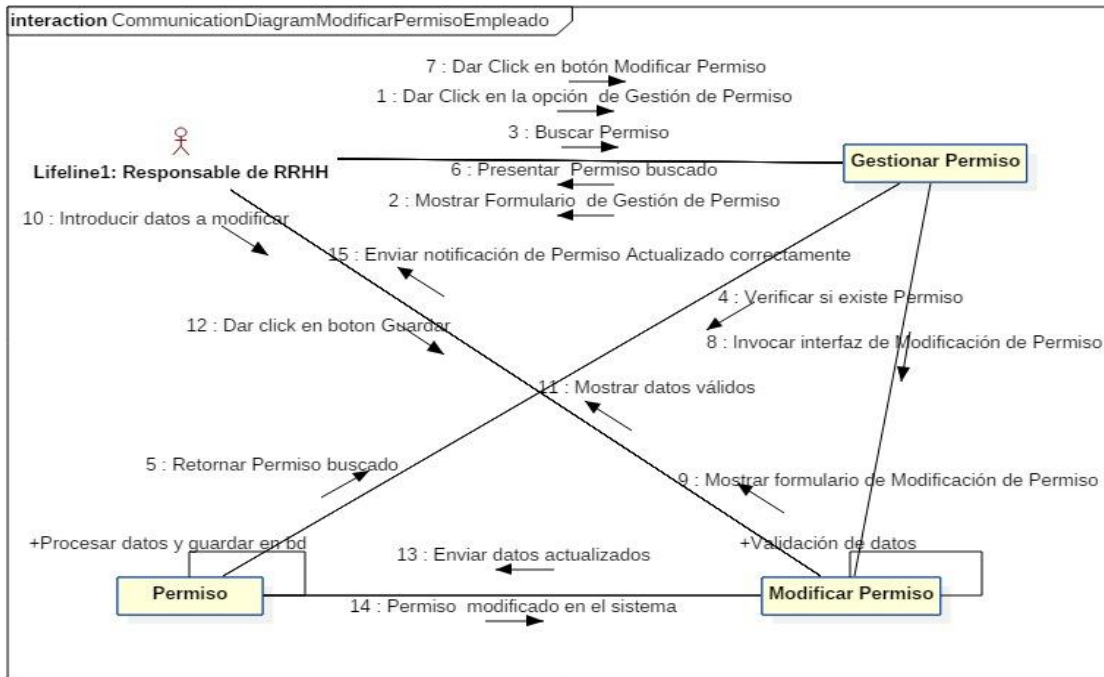 interaction CommunicationDiagramModificarPermisoEmpleado
7 : Dar Click en botón Modificar Permiso
1 : Dar Click en la opción de Gestión de Permiso
3 : Buscar Permiso
Lifeline1: Responsable de RRHH
Gestionar Permiso
6 : Presentar Permiso buscado
2 : Mostrar Formulario de Gestión de Permiso
10 : Introducir datos a modificar
15 : Enviar notificación de Permiso Actualizado correctamente
4 : Verificar si existe Permiso
12 : Dar click en boton Guardar
8 : Invocar interfaz de Modificación de Permiso
11 : Mostrar datos válidos
5 : Retornar Permiso buscado
9 : Mostrar formulario de Modificación de Permiso
+Procesar datos y guardar en bd
+Validación de datos
13 : Enviar datos actualizados
Permiso
Modificar Permiso
14 : Permiso modificado en el sistema